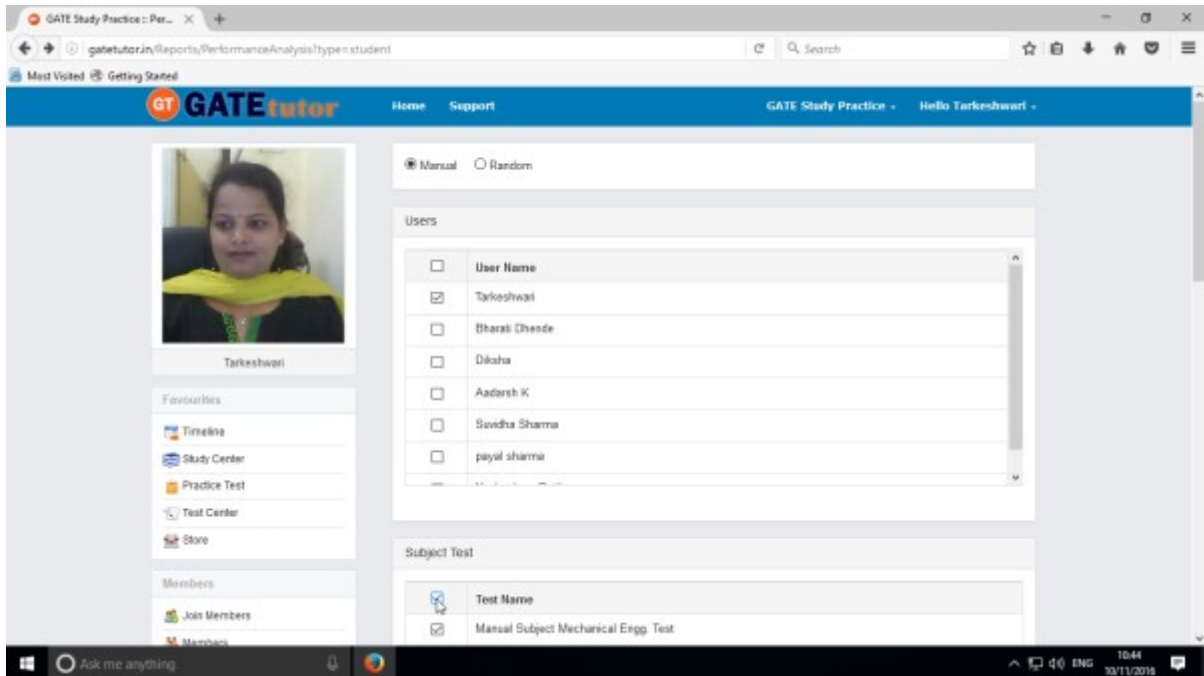 GATE Study Practice :: Per...
gatetutor.in/Reports/PerformanceAnalysis?type=student
Search
Most Visited Getting Started
GT GATEtutor Home Support GATE Study Practice Hello Tarkeshwari
Manual Random
Users
User Name
Tarkeshwari
Bharati Dhende
Diksha
Aadarsh K
Suvidha Sharma
payal sharma
Tarkeshwari
Favourites
Timeline
Study Center
Practice Test
Test Center
Store
Members
Join Members
Members
Subject Test
Test Name
Manual Subject Mechanical Engg. Test
Ask me anything
ENG
10:44
10/11/2016